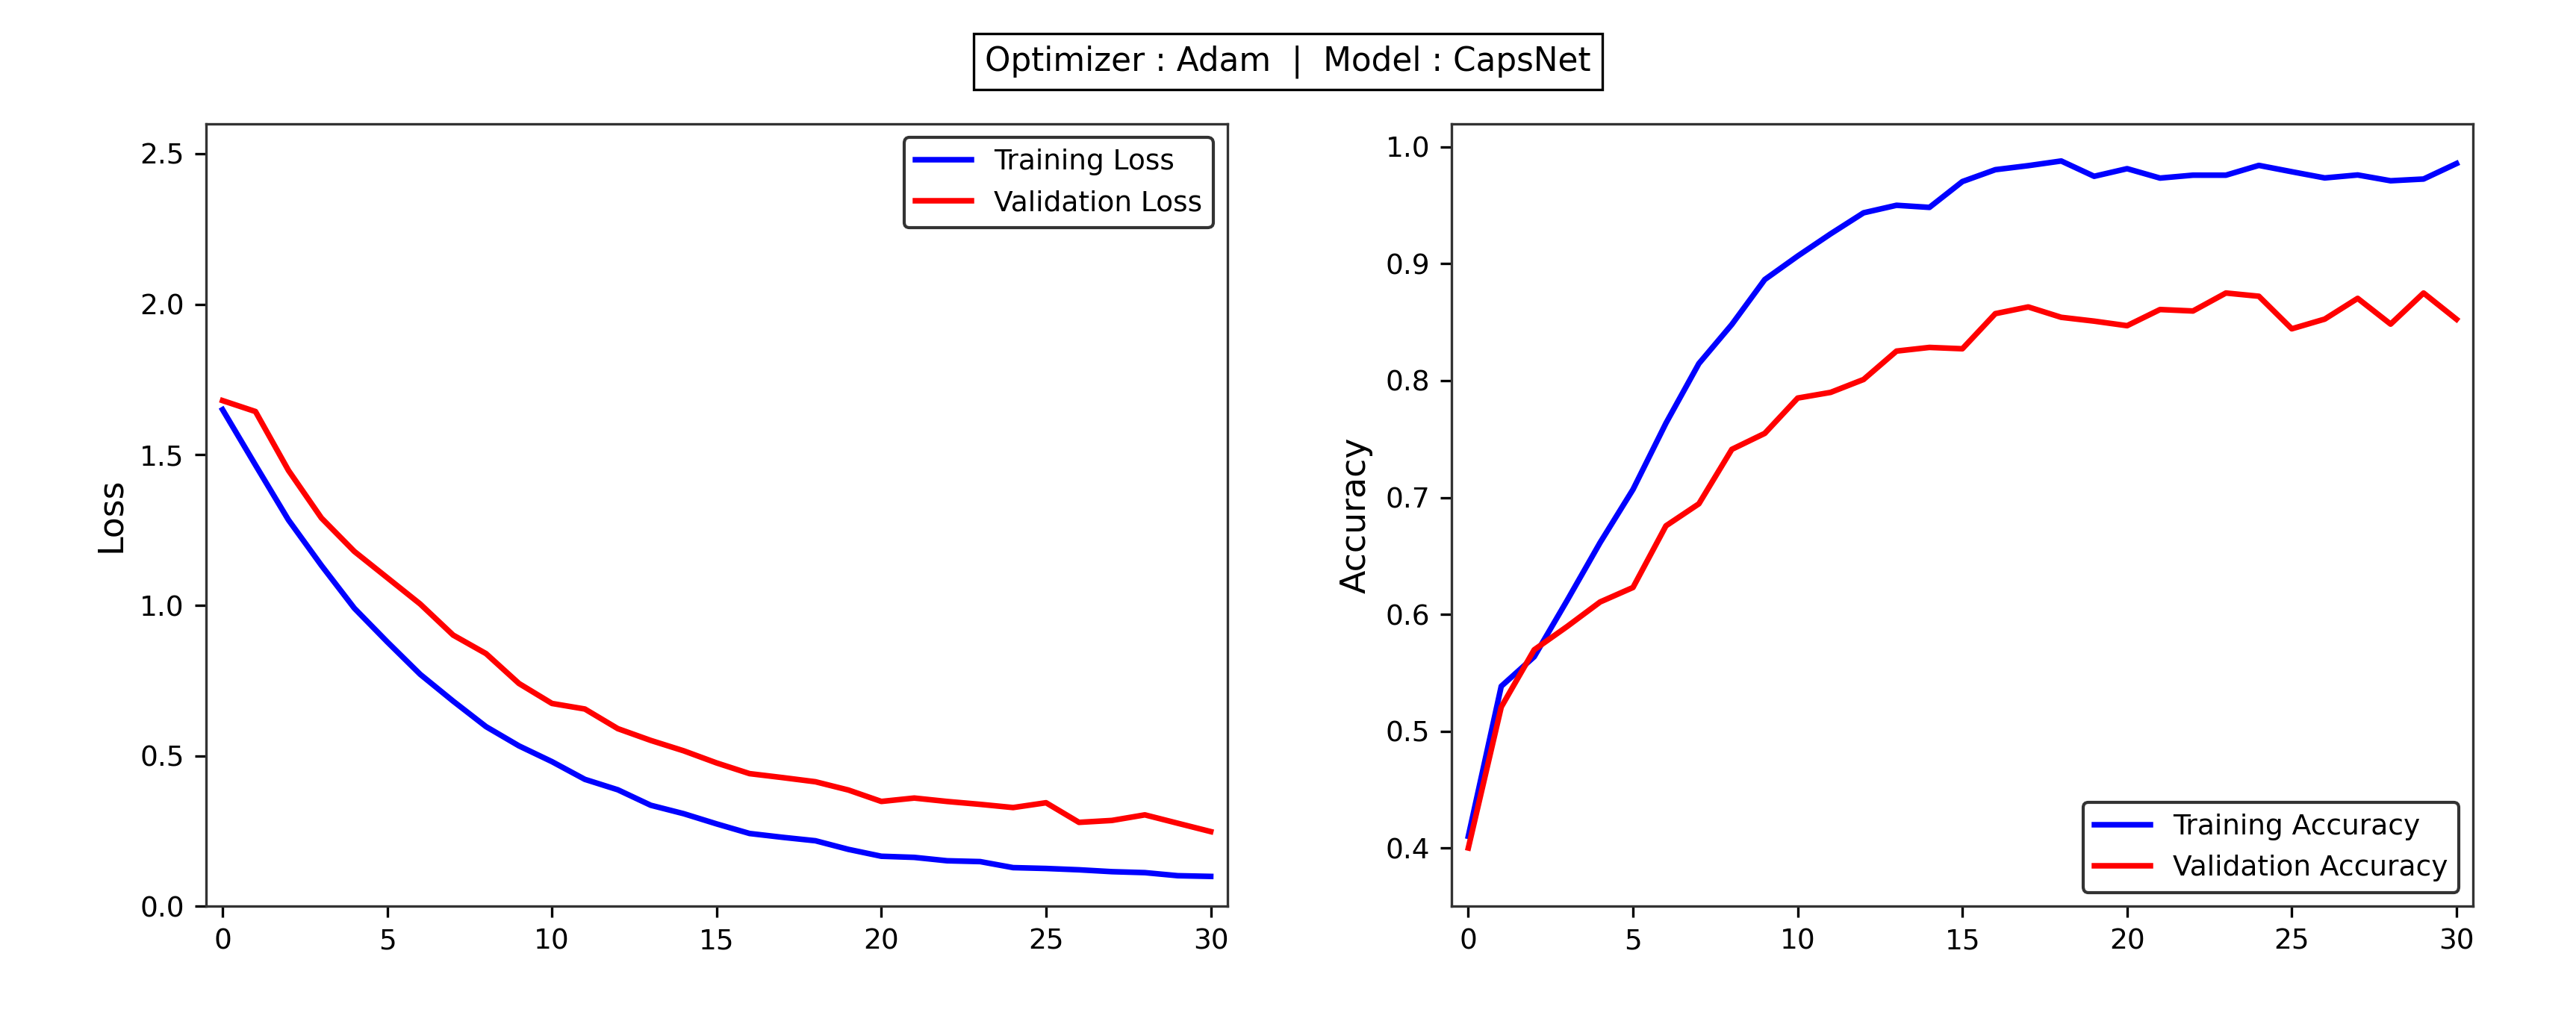 Optimizer : Adam | Model : CapsNet
2.5
2.0
1.5
1.0
0.5
0.0
Loss
0 5 10 15 20 25 30
Training Loss
Validation Loss
1.0
0.9
0.8
0.7
0.6
0.5
0.4
Accuracy
0 5 10 15 20 25 30
Training Accuracy
Validation Accuracy